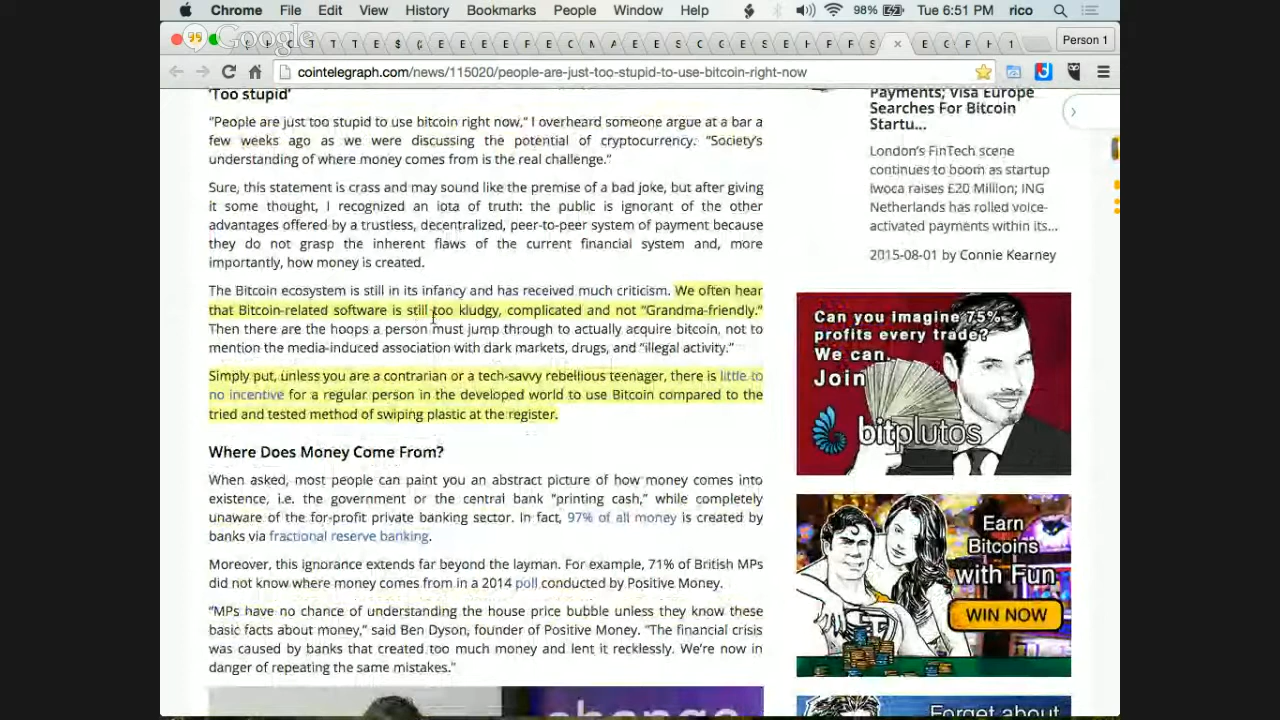 Chrome File Edit View History Bookmarks People Window Help 98% Tue 6:51 PM rico
Google
Person 1
cointelegraph.com/news/115020/people-are-just-too-stupid-to-use-bitcoin-right-now
'Too stupid'
"People are just too stupid to use bitcoin right now," I overheard someone argue at a bar a
few weeks ago as we were discussing the potential of cryptocurrency. "Society's
understanding of where money comes from is the real challenge."
Sure, this statement is crass and may sound like the premise of a bad joke, but after giving
it some thought, I recognized an iota of truth: the public is ignorant of the other
advantages offered by a trustless, decentralized, peer-to-peer system of payment because
they do not grasp the inherent flaws of the current financial system and, more
importantly, how money is created.
The Bitcoin ecosystem is still in its infancy and has received much criticism. We often hear
that Bitcoin-related software is still too kludgy, complicated and not "Grandma-friendly."
Then there are the hoops a person must jump through to actually acquire bitcoin, not to
mention the media-induced association with dark markets, drugs, and "illegal activity."
Simply put, unless you are a contrarian or a tech-savvy rebellious teenager, there is little to
no incentive for a regular person in the developed world to use Bitcoin compared to the
tried and tested method of swiping plastic at the register.
Where Does Money Come From?
When asked, most people can paint you an abstract picture of how money comes into
existence, i.e. the government or the central bank "printing cash," while completely
unaware of the for-profit private banking sector. In fact, 97% of all money is created by
banks via fractional reserve banking.
Moreover, this ignorance extends far beyond the layman. For example, 71% of British MPs
did not know where money comes from in a 2014 poll conducted by Positive Money.
"MPs have no chance of understanding the house price bubble unless they know these
basic facts about money," said Ben Dyson, founder of Positive Money. "The financial crisis
was caused by banks that created too much money and lent it recklessly. We're now in
danger of repeating the same mistakes."
change
Payments; Visa Europe
Searches For Bitcoin
Startu...
London's FinTech scene
continues to boom as startup
iwoca raises £20 Million; ING
Netherlands has rolled voice-
activated payments within its...
2015-08-01 by Connie Kearney
Can you imagine 75%
profits every trade?
We can.
Join
bitplutos
Earn
Bitcoins
with Fun
WIN NOW
Forget about